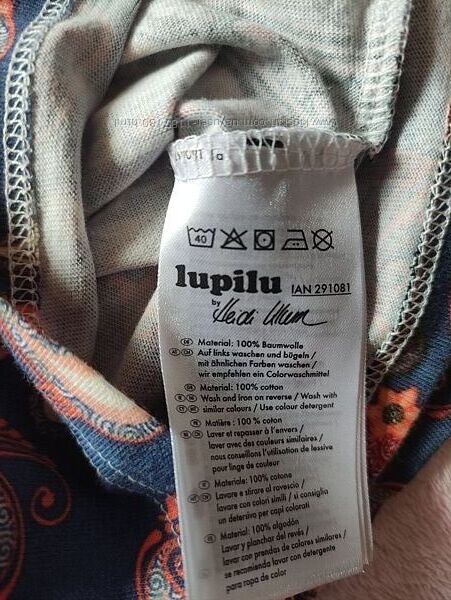 40
lupilu IAN 291081
by Heidi Klum
Material: 100% Baumwolle
Auf links waschen und bügeln /
mit ähnlichen Farben waschen /
wir empfehlen ein Colorwaschmittel
Material: 100% cotton
Wash and iron on reverse / Wash with
similar colours / Use colour detergent
Matière : 100% coton
Laver et repasser à l'envers /
laver avec des couleurs similaires /
nous conseillons l'utilisation de lessive
pour linge de couleur
Materiale: 100% cotone
Lavare e stirare al rovescio /
lavare con colori simili / si consiglia
un detersivo per capi colorati
Material: 100% algodón
Lavar y planchar del revés /
lavar con prendas de colores similares /
se recomienda lavar con detergente
para ropa de color